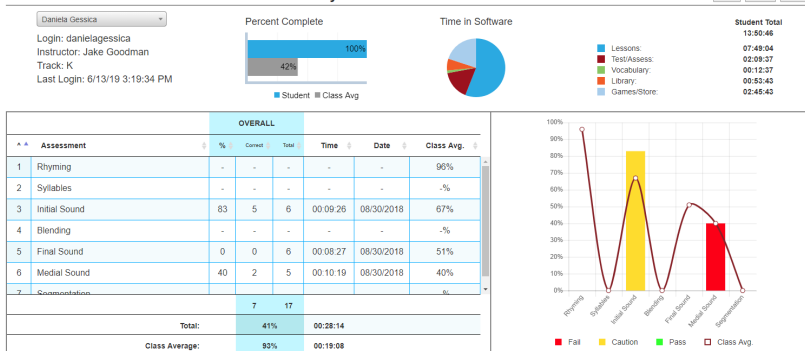 Daniela Gessica
Login: danielagessica
Instructor: Jake Goodman
Track: K
Last Login: 6/13/19 3:19:34 PM
Percent Complete
100%
42%
Student Class Avg
Time in Software
Student Total
13:50:46
Lessons: 07:49:04
Test/Assess: 02:09:37
Vocabulary: 00:12:37
Library: 00:53:43
Games/Store: 02:45:43
OVERALL
Assessment % Correct Total Time Date Class Avg.
1 Rhyming - - - - - 96%
2 Syllables - - - - - -%
3 Initial Sound 83 5 6 00:09:26 08/30/2018 67%
4 Blending - - - - - -%
5 Final Sound 0 0 6 00:08:27 08/30/2018 51%
6 Medial Sound 40 2 5 00:10:19 08/30/2018 40%
7 Segmentation %
7 17
Total: 41% 00:28:14
Class Average: 93% 00:19:08
100%
90%
80%
70%
60%
50%
40%
30%
20%
10%
0%
Rhyming
Syllables
Initial Sound
Blending
Final Sound
Medial Sound
Segmentation
Fail Caution Pass Class Avg.